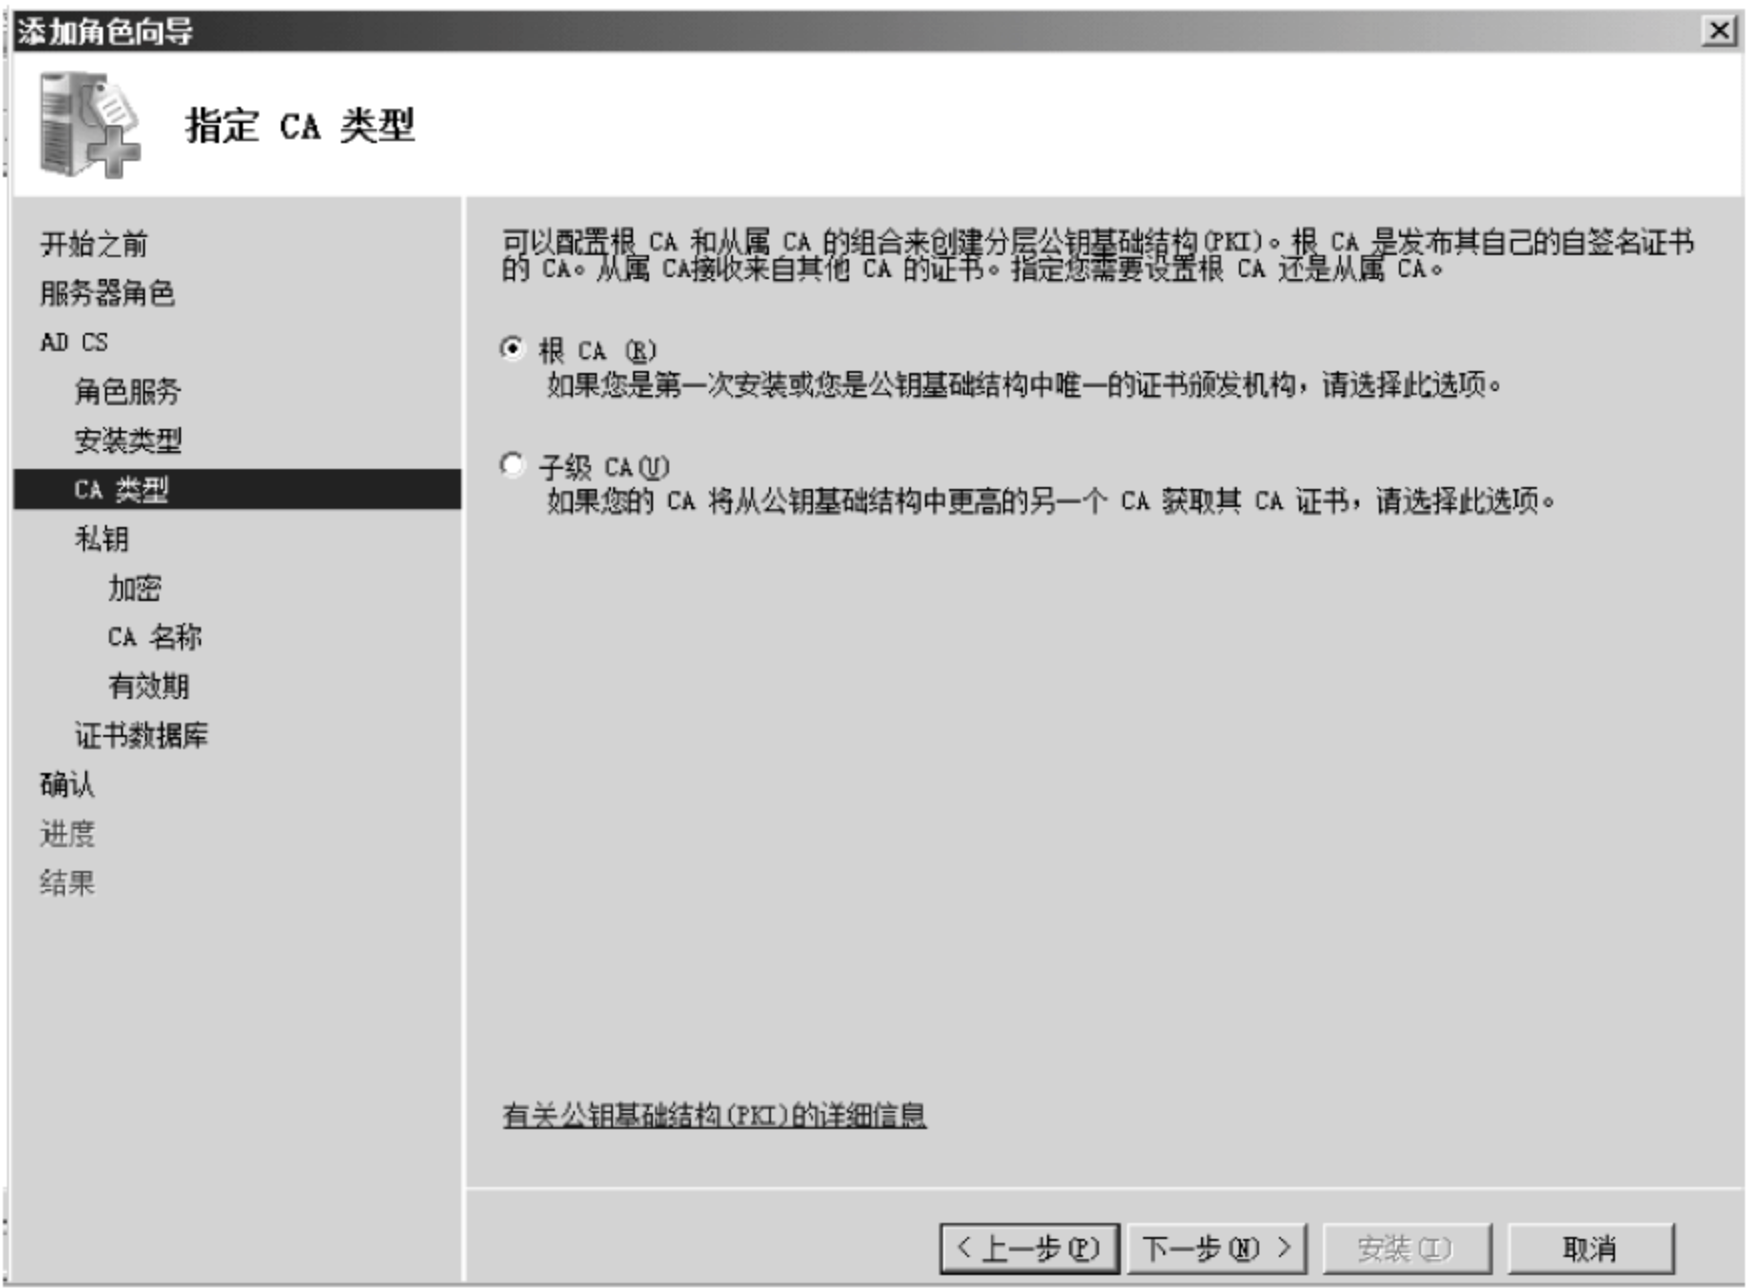 添加角色向导
指定 CA 类型
开始之前
服务器角色
AD CS
角色服务
安装类型
CA 类型
私钥
加密
CA 名称
有效期
证书数据库
确认
进度
结果
可以配置根 CA 和从属 CA 的组合来创建分层公钥基础结构(PKI)。根 CA 是发布其自己的自签名证书
的 CA。从属 CA接收来自其他 CA 的证书。指定您需要设置根 CA 还是从属 CA。
根 CA (R)
如果您是第一次安装或您是公钥基础结构中唯一的证书颁发机构，请选择此选项。
子级 CA(U)
如果您的 CA 将从公钥基础结构中更高的另一个 CA 获取其 CA 证书，请选择此选项。
有关公钥基础结构(PKI)的详细信息
< 上一步(P)
下一步(N) >
安装(I)
取消